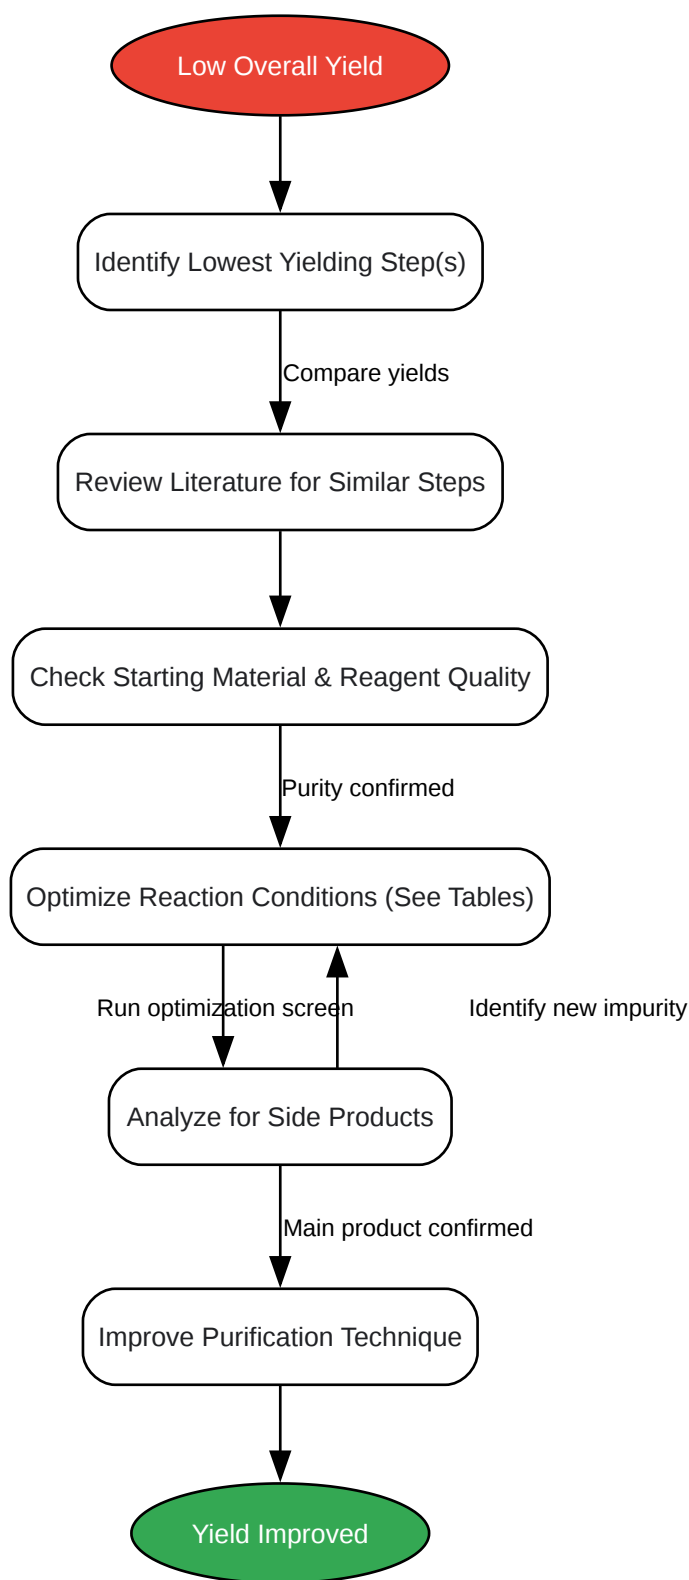 Low Overall Yield
Identify Lowest Yielding Step(s)
Compare yields
Review Literature for Similar Steps
Check Starting Material & Reagent Quality
Purity confirmed
Optimize Reaction Conditions (See Tables)
Run optimization screen
Identify new impurity
Analyze for Side Products
Main product confirmed
Improve Purification Technique
Yield Improved